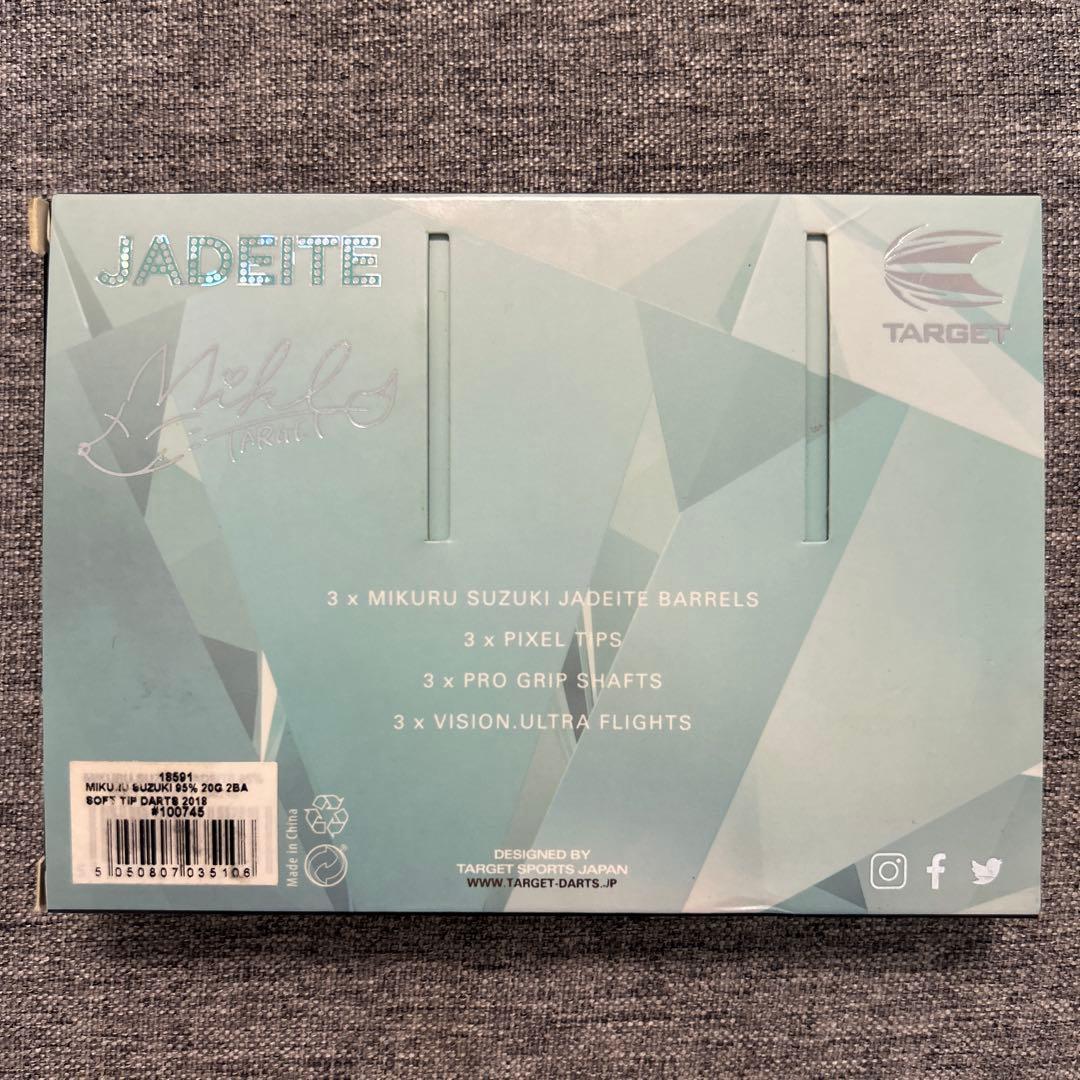 JADEITE
TARGET
3 x MIKURU SUZUKI JADEITE BARRELS
3 x PIXEL TIPS
3 x PRO GRIP SHAFTS
3 x VISION.ULTRA FLIGHTS
18591
MIKURU SUZUKI 95% 20G 2BA
SOFT TIP DARTS 2018
#100745
5 050807 035106
Made in China
DESIGNED BY
TARGET SPORTS JAPAN
WWW.TARGET-DARTS.JP